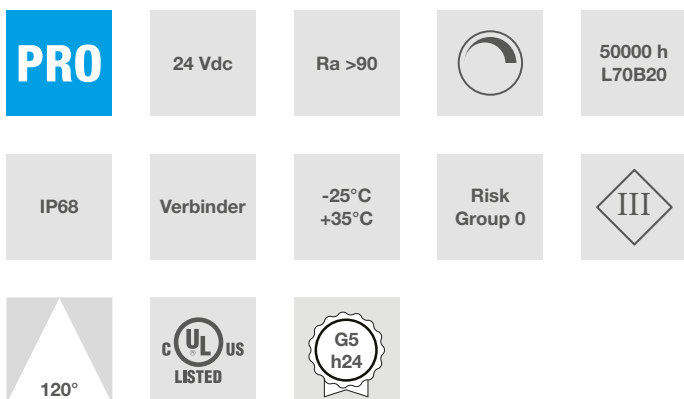 PRO
24 Vdc
Ra >90
50000 h
L70B20
IP68
Verbinder
-25°C
+35°C
Risk
Group 0
III
120°
C UL® US
LISTED
G5
h24